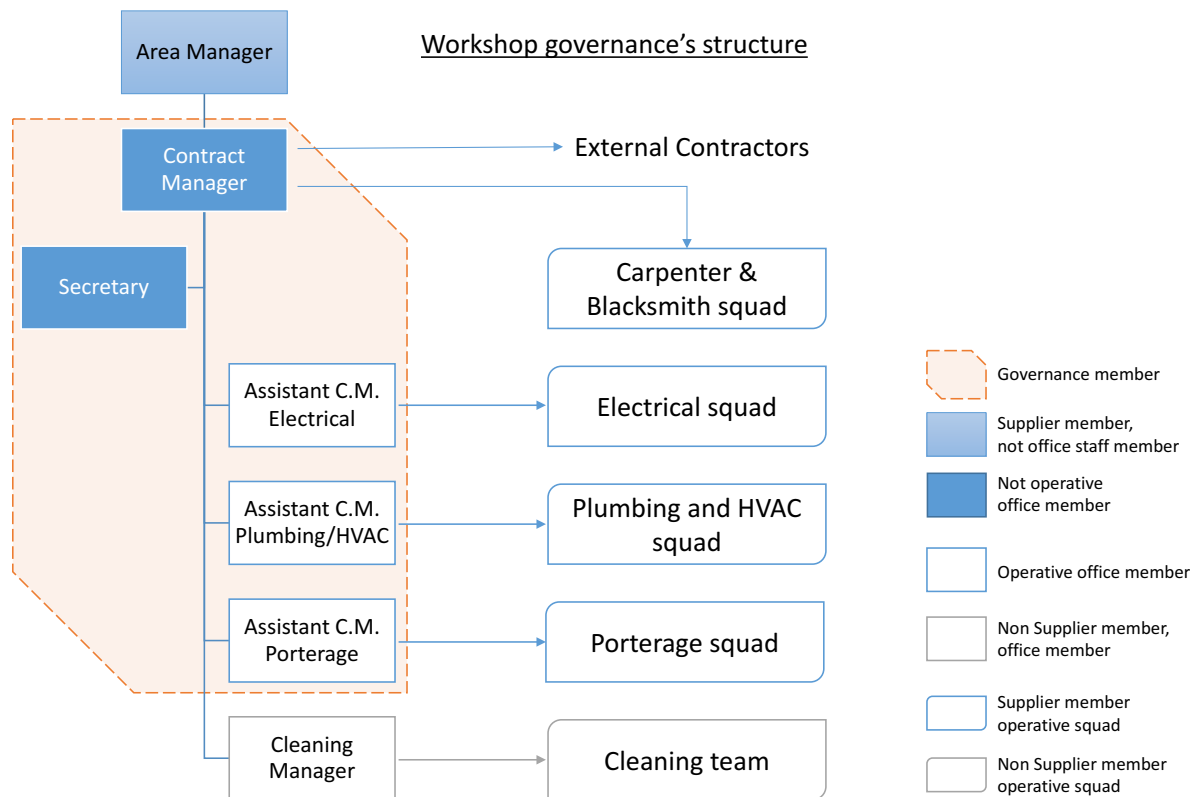 Area Manager
Workshop governance's structure
Contract
Manager
External Contractors
Secretary
Carpenter &
Blacksmith squad
Assistant C.M.
Electrical
Electrical squad
Assistant C.M.
Plumbing/HVAC
Plumbing and HVAC
squad
Assistant C.M.
Porterage
Porterage squad
Cleaning
Manager
Cleaning team
Governance member
Supplier member,
not office staff member
Not operative
office member
Operative office member
Non Supplier member,
office member
Supplier member
operative squad
Non Supplier member
operative squad